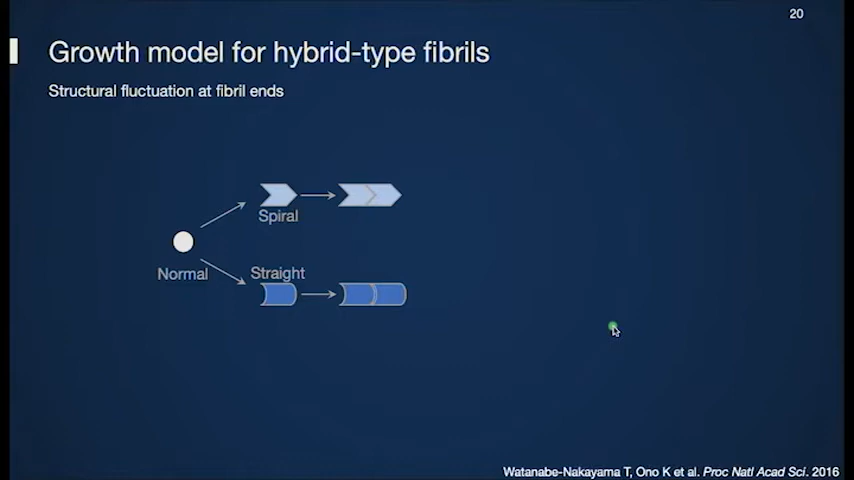 20
Growth model for hybrid-type fibrils
Structural fluctuation at fibril ends
Spiral
Normal
Straight
Watanabe-Nakayama T, Ono K et al. Proc Natl Acad Sci. 2016